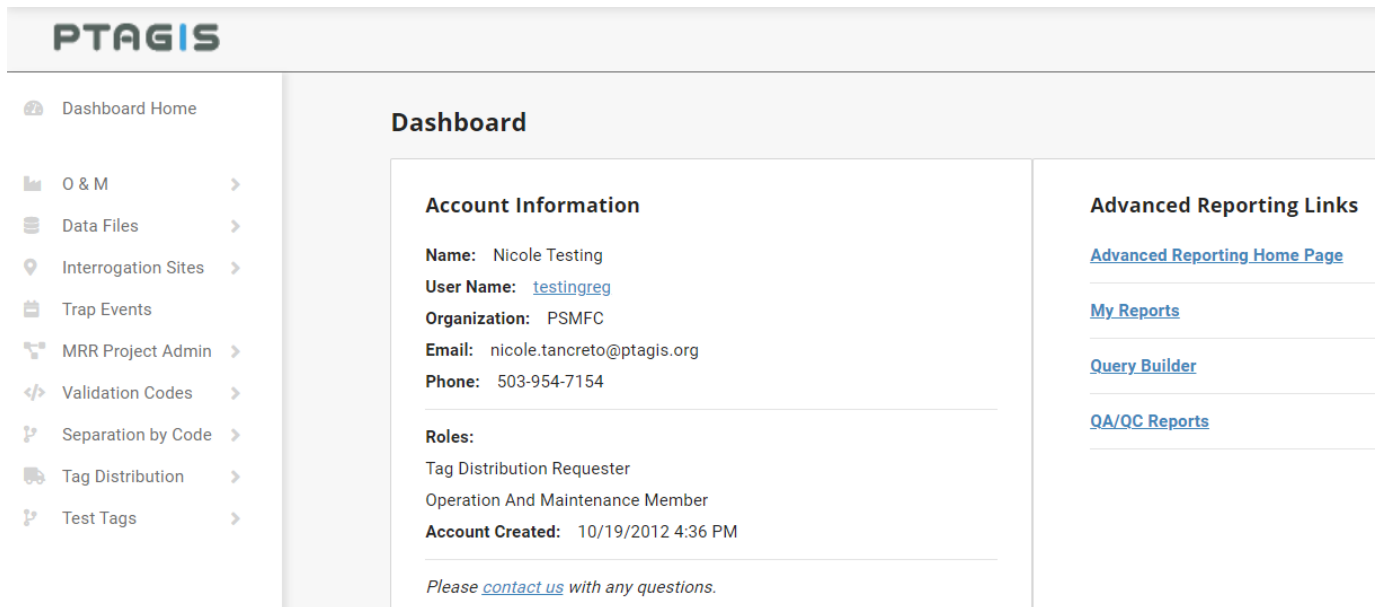 PTAGIS
Dashboard Home
O & M
Data Files
Interrogation Sites
Trap Events
MRR Project Admin
Validation Codes
Separation by Code
Tag Distribution
Test Tags
Dashboard
Account Information
Name: Nicole Testing
User Name: testingreg
Organization: PSMFC
Email: nicole.tancreto@ptagis.org
Phone: 503-954-7154
Roles:
Tag Distribution Requester
Operation And Maintenance Member
Account Created: 10/19/2012 4:36 PM
Please contact us with any questions.
Advanced Reporting Links
Advanced Reporting Home Page
My Reports
Query Builder
QA/QC Reports